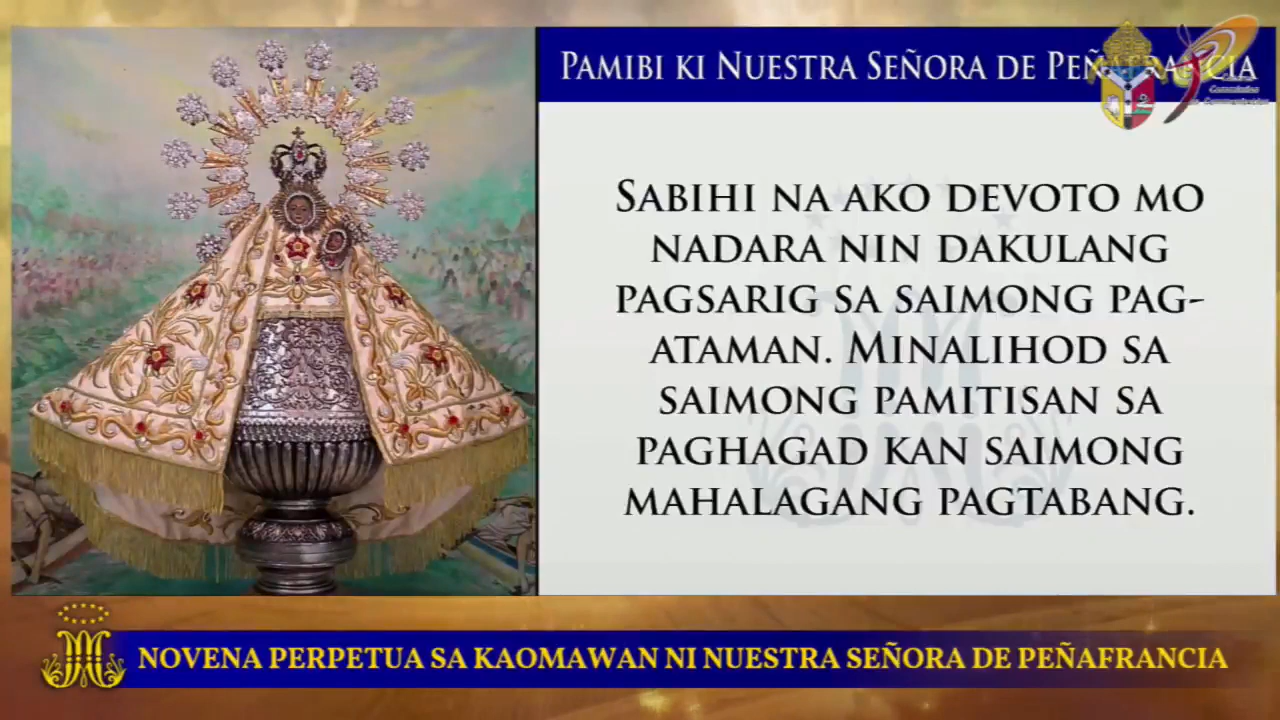 PAMIBI KI NUESTRA SEÑORA DE PEÑAFRANCIA
SABIHI NA AKO DEVOTO MO
NADARA NIN DAKULANG
PAGSARIG SA SAIMONG PAG-
ATAMAN. MINALIHOD SA
SAIMONG PAMITISAN SA
PAGHAGAD KAN SAIMONG
MAHALAGANG PAGTABANG.
NOVENA PERPETUA SA KAOMAWAN NI NUESTRA SEÑORA DE PEÑAFRANCIA